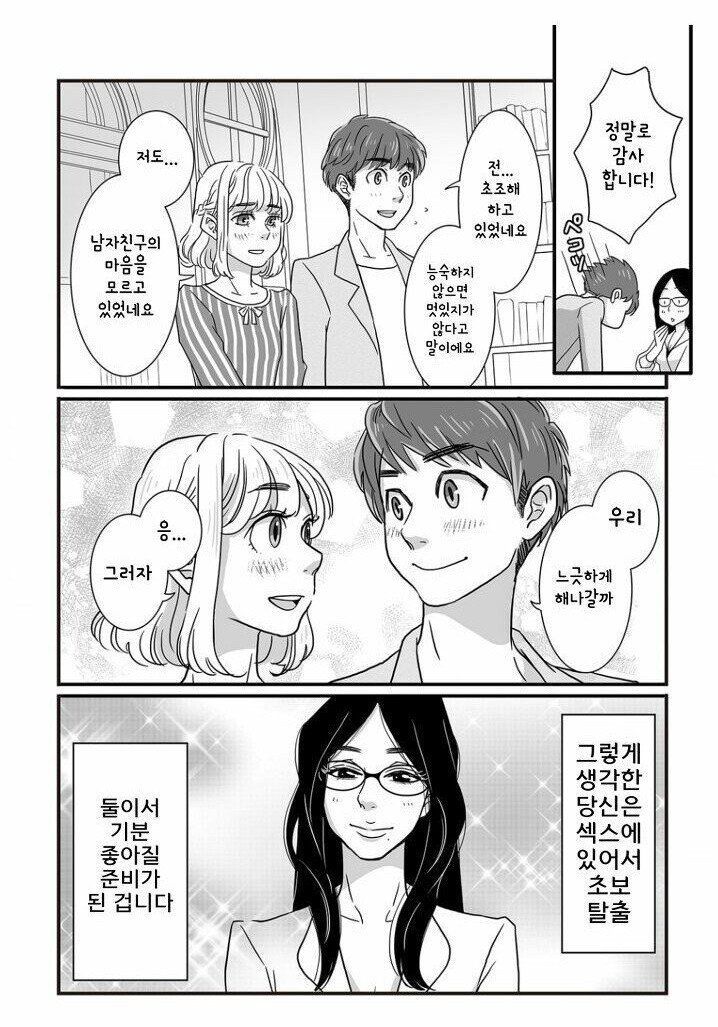 정말로
감사
합니다!
ペコッ
전...
초조해
하고
있었네요
능숙하지
않으면
멋있지가
않다고
말이에요
저도...
남자친구의
마음을
모르고
있었네요
우리
느긋하게
해나갈까
응...
그러자
그렇게
생각한
당신은
섹스에
있어서
초보
탈출
둘이서
기분
좋아질
준비가
된 겁니다